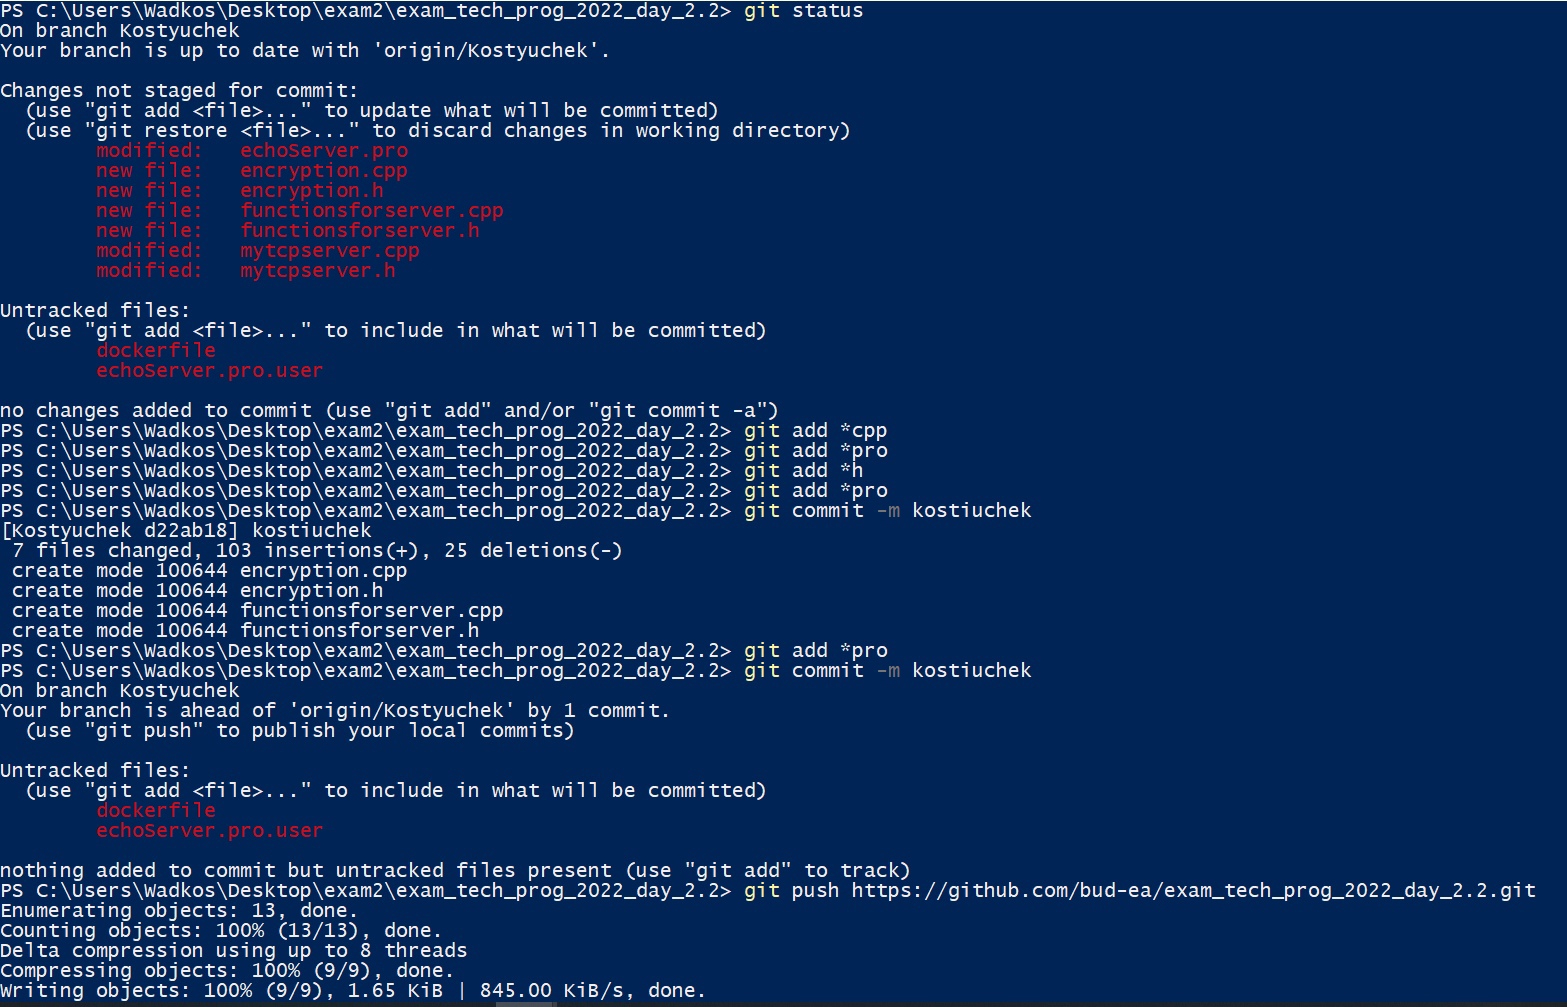 PS C:\Users\Wadkos\Desktop\exam2\exam_tech_prog_2022_day_2.2> git status
On branch Kostyuchek
Your branch is up to date with 'origin/Kostyuchek'.
Changes not staged for commit:
(use "git add <file>..." to update what will be committed)
(use "git restore <file>..." to discard changes in working directory)
modified: echoServer.pro
new file: encryption.cpp
new file: encryption.h
new file: functionsforserver.cpp
new file: functionsforserver.h
modified: mytcpserver.cpp
modified: mytcpserver.h
Untracked files:
(use "git add <file>..." to include in what will be committed)
dockerfile
echoServer.pro.user
no changes added to commit (use "git add" and/or "git commit -a")
PS C:\Users\Wadkos\Desktop\exam2\exam_tech_prog_2022_day_2.2> git add *cpp
PS C:\Users\Wadkos\Desktop\exam2\exam_tech_prog_2022_day_2.2> git add *pro
PS C:\Users\Wadkos\Desktop\exam2\exam_tech_prog_2022_day_2.2> git add *h
PS C:\Users\Wadkos\Desktop\exam2\exam_tech_prog_2022_day_2.2> git add *pro
PS C:\Users\Wadkos\Desktop\exam2\exam_tech_prog_2022_day_2.2> git commit -m kostiuchek
[Kostyuchek d22ab18] kostiuchek
7 files changed, 103 insertions(+), 25 deletions(-)
create mode 100644 encryption.cpp
create mode 100644 encryption.h
create mode 100644 functionsforserver.cpp
create mode 100644 functionsforserver.h
PS C:\Users\Wadkos\Desktop\exam2\exam_tech_prog_2022_day_2.2> git add *pro
PS C:\Users\Wadkos\Desktop\exam2\exam_tech_prog_2022_day_2.2> git commit -m kostiuchek
On branch Kostyuchek
Your branch is ahead of 'origin/Kostyuchek' by 1 commit.
(use "git push" to publish your local commits)
Untracked files:
(use "git add <file>..." to include in what will be committed)
dockerfile
echoServer.pro.user
nothing added to commit but untracked files present (use "git add" to track)
PS C:\Users\Wadkos\Desktop\exam2\exam_tech_prog_2022_day_2.2> git push https://github.com/bud-ea/exam_tech_prog_2022_day_2.2.git
Enumerating objects: 13, done.
Counting objects: 100% (13/13), done.
Delta compression using up to 8 threads
Compressing objects: 100% (9/9), done.
Writing objects: 100% (9/9), 1.65 KiB | 845.00 KiB/s, done.